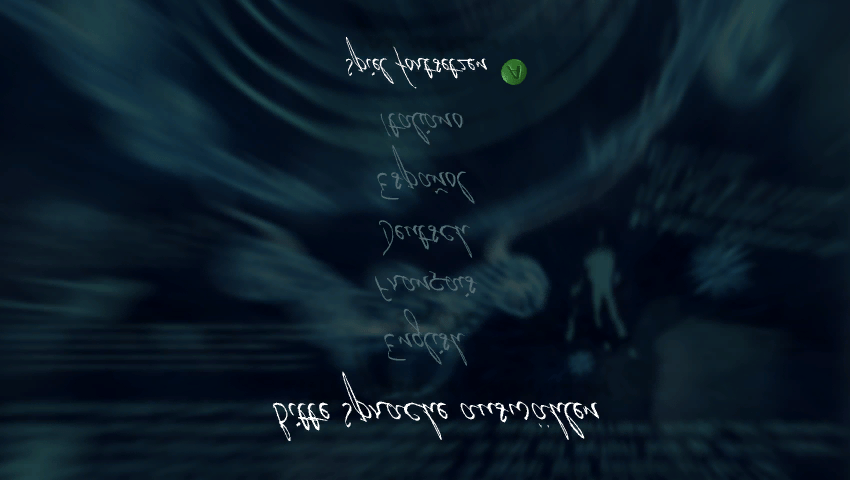 Bitte Sprache auswählen
English
Français
Deutsch
Español
Italiano
Spiel fortsetzen A